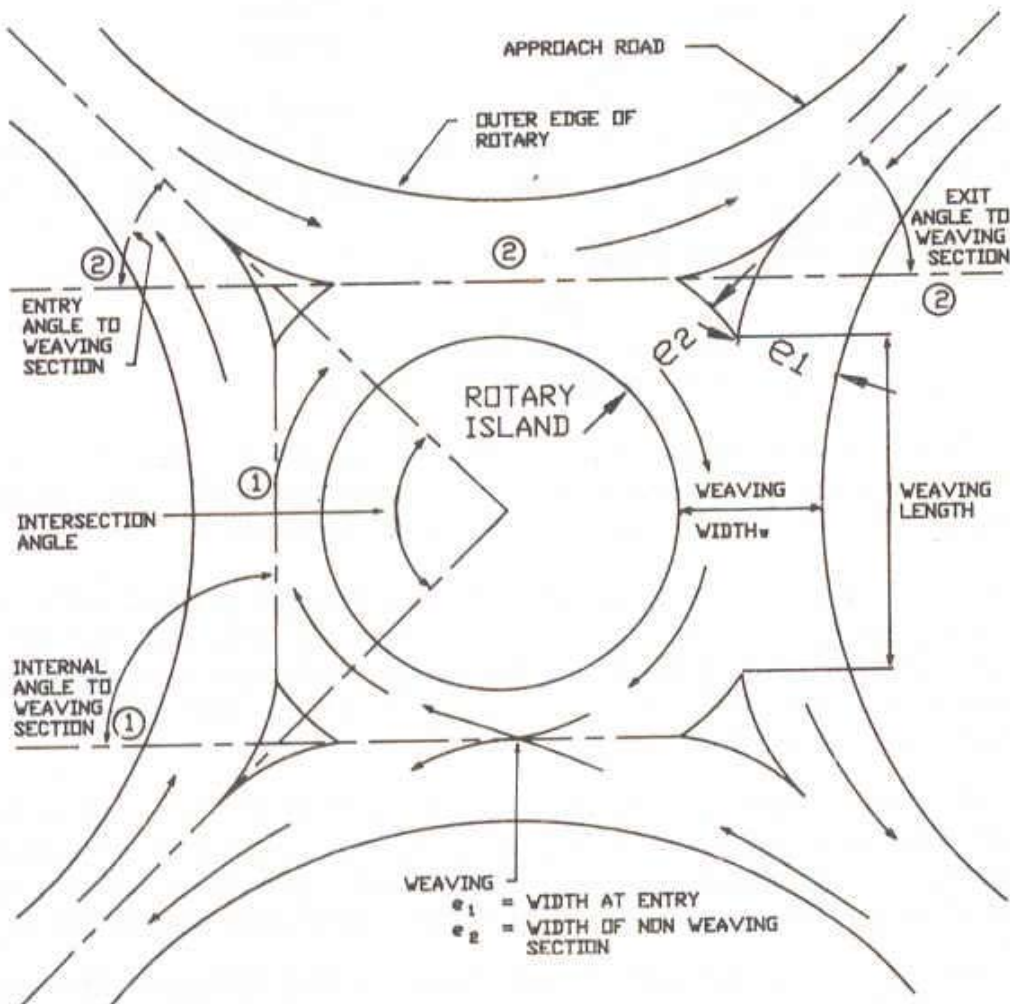 APPROACH ROAD
OUTER EDGE OF
ROTARY
EXIT
ANGLE TO
WEAVING
SECTION
2
2
2
ENTRY
ANGLE TO
WEAVING
SECTION
e2
e1
ROTARY
ISLAND
1
WEAVING
WIDTH w
WEAVING
LENGTH
INTERSECTION
ANGLE
INTERNAL
ANGLE TO
WEAVING
SECTION
1
WEAVING
e1 = WIDTH AT ENTRY
e2 = WIDTH OF NON WEAVING
SECTION